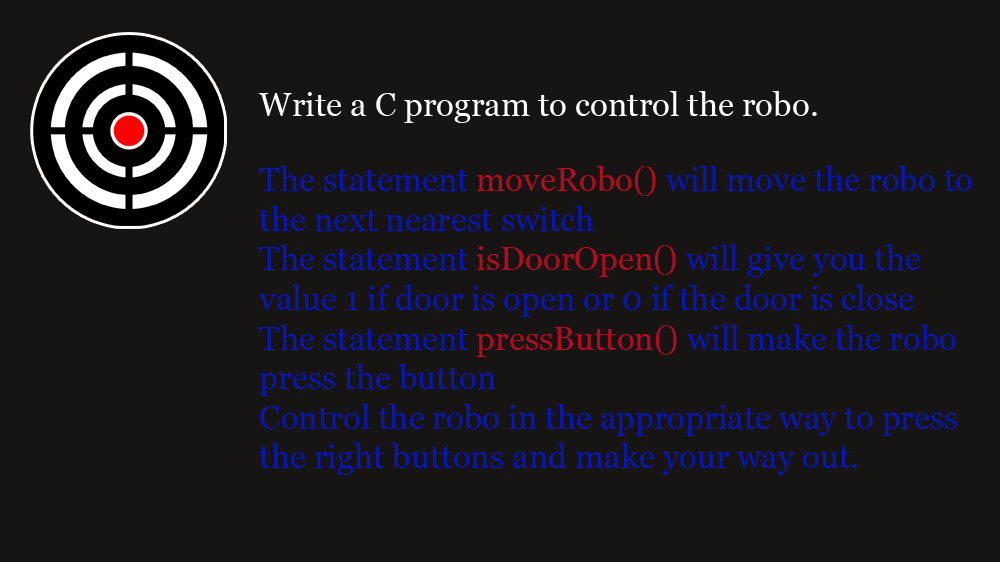 Write a C program to control the robo.
The statement moveRobo() will move the robo to
the next nearest switch
The statement isDoorOpen() will give you the
value 1 if door is open or 0 if the door is close
The statement pressButton() will make the robo
press the button
Control the robo in the appropriate way to press
the right buttons and make your way out.